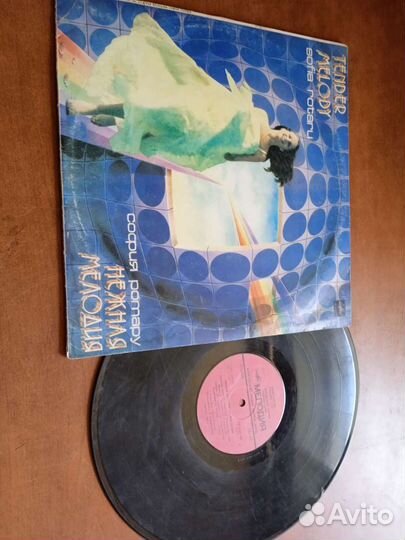 TENDER
MELODY
sofia rotaru
софия ротару
НЕЖНАЯ
МЕЛОДИЯ
МЕЛОДИЯ
Avito